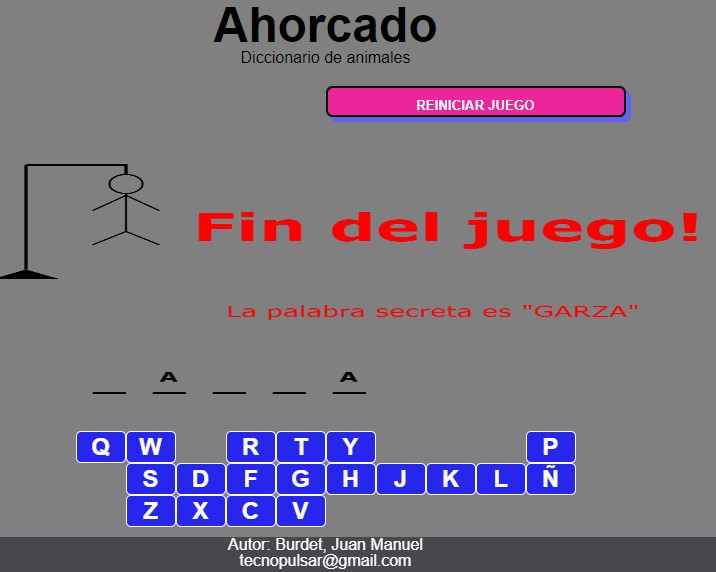 Ahorcado
Diccionario de animales
REINICIAR JUEGO
Fin del juego!
La palabra secreta es "GARZA"
A A
Q W R T Y P
S D F G H J K L Ñ
Z X C V
Autor: Burdet, Juan Manuel
tecnopulsar@gmail.com